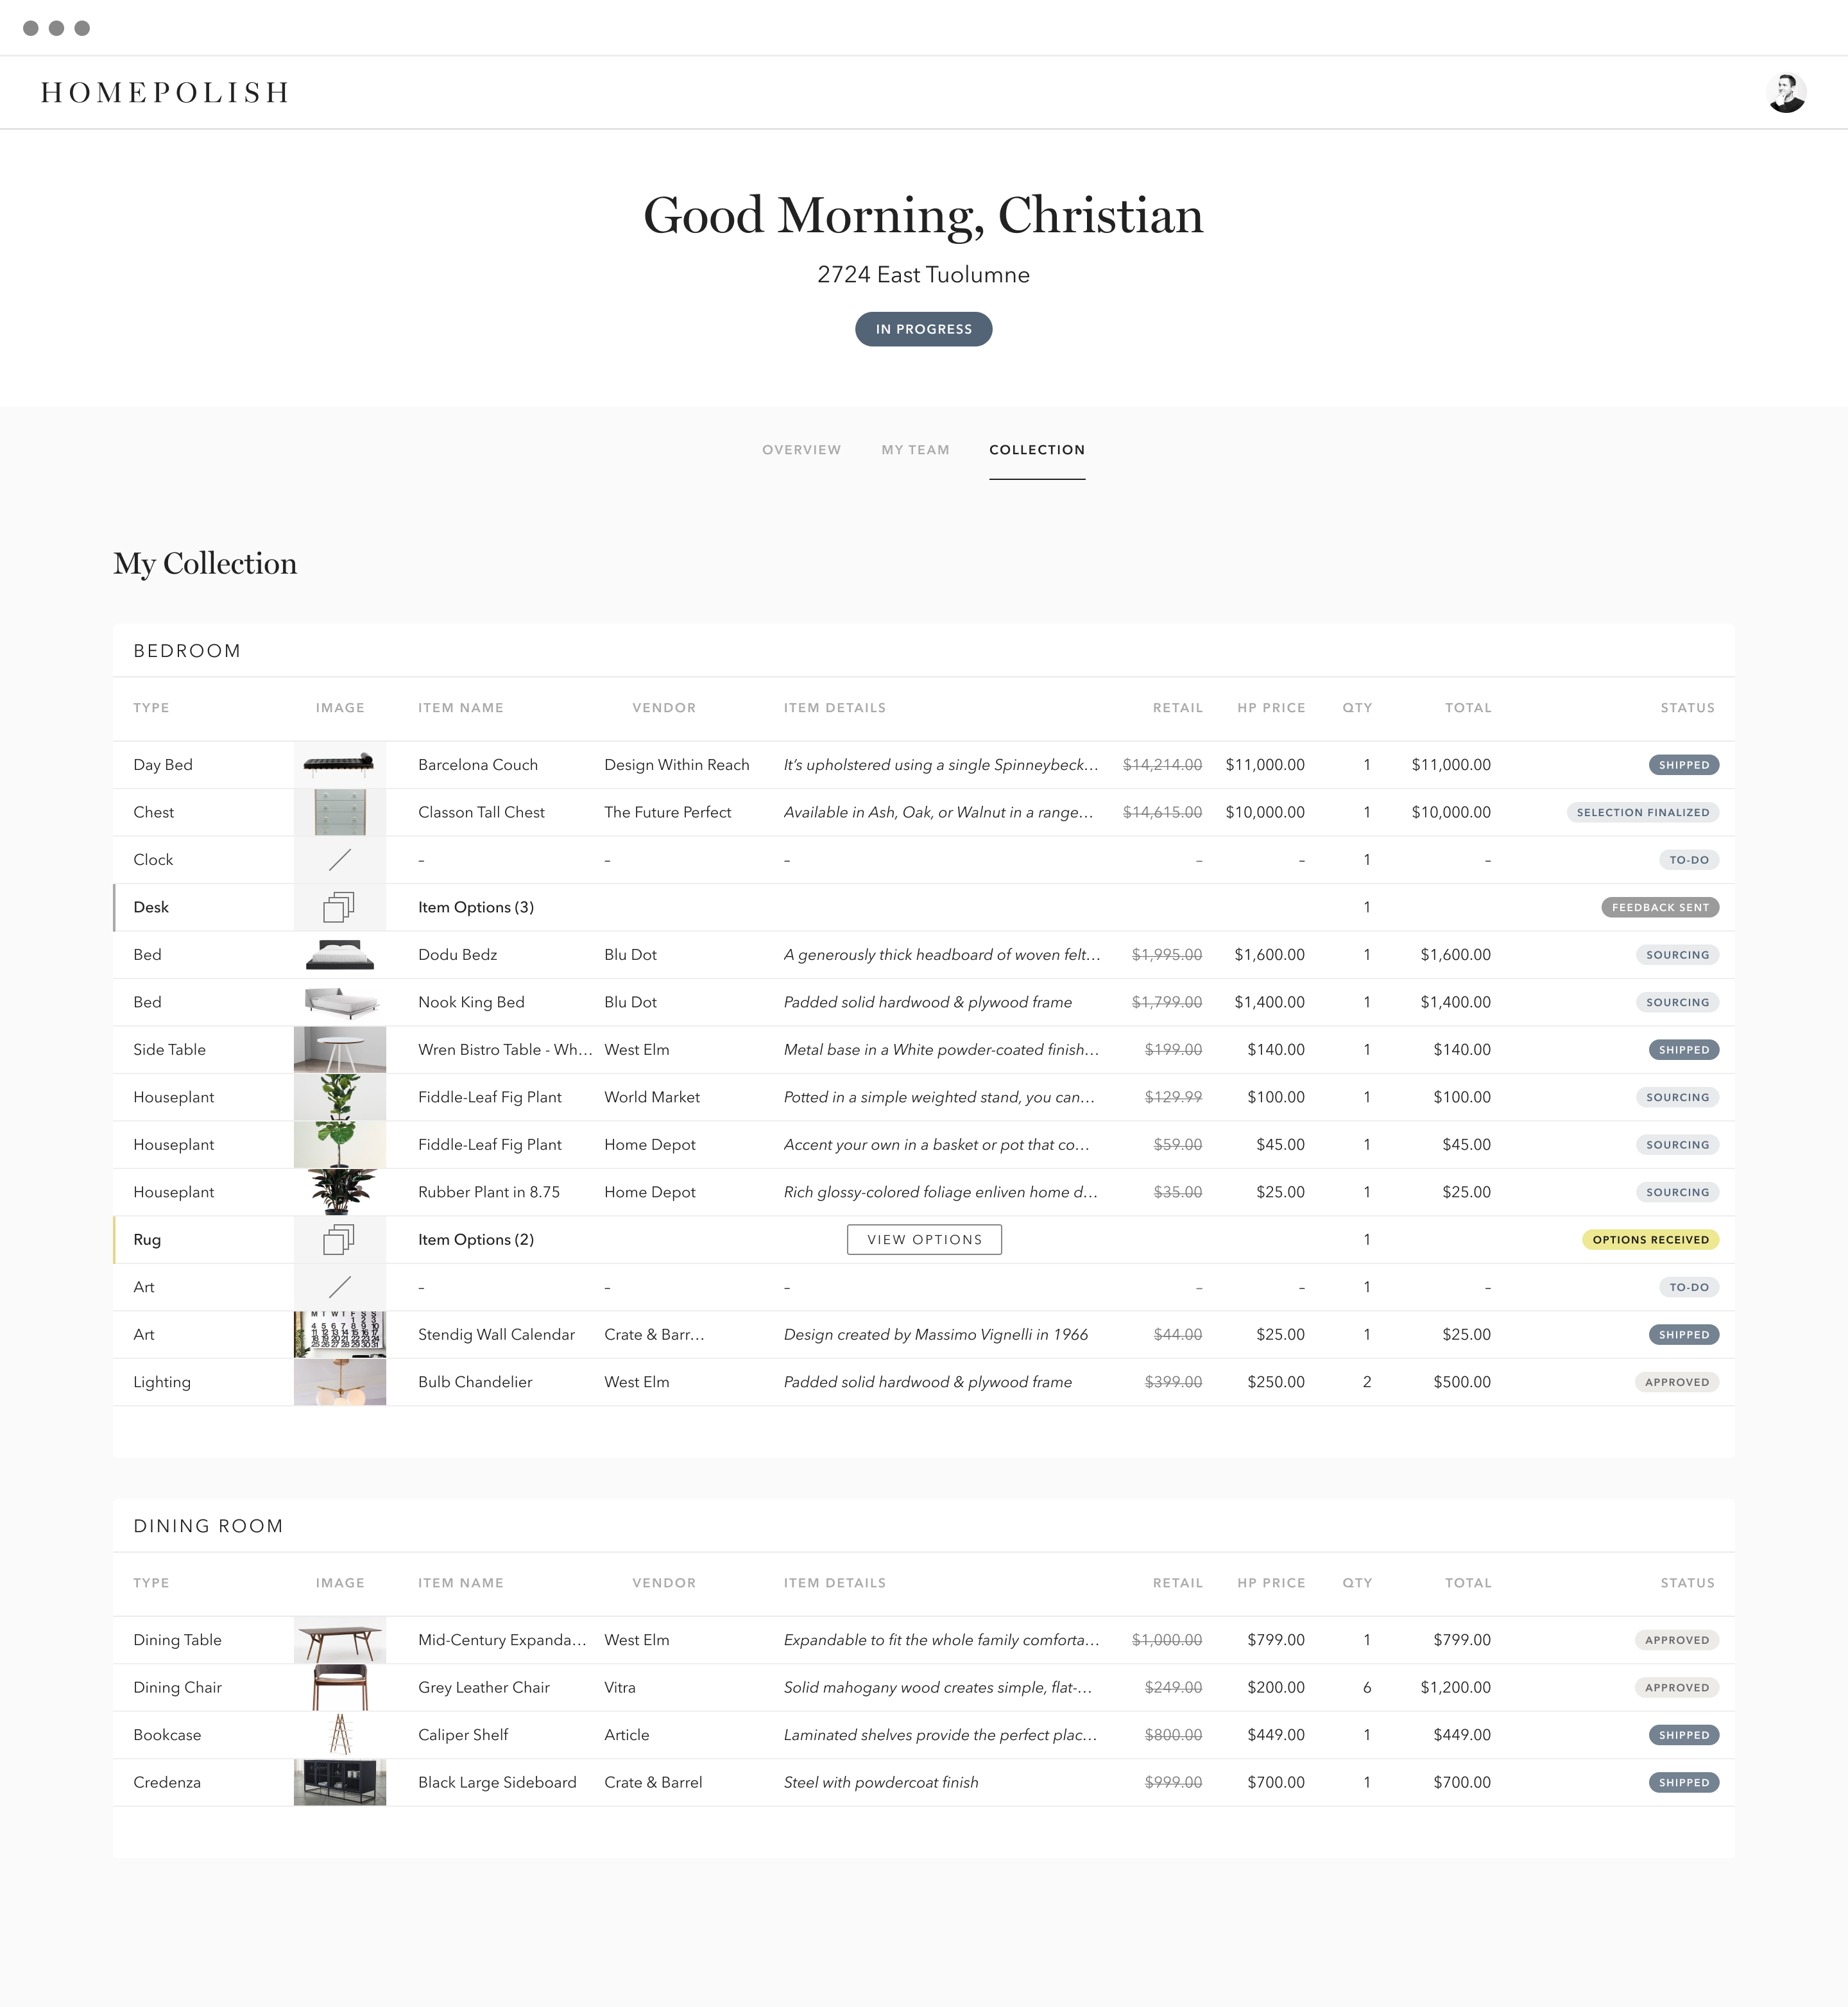 HOMEPOLISH
Good Morning, Christian
2724 East Tuolumne
IN PROGRESS
OVERVIEW MY TEAM COLLECTION
My Collection
BEDROOM
TYPE IMAGE ITEM NAME VENDOR ITEM DETAILS RETAIL HP PRICE QTY TOTAL STATUS
Day Bed Barcelona Couch Design Within Reach It’s upholstered using a single Spinneybeck… $14,214.00 $11,000.00 1 $11,000.00 SHIPPED
Chest Classon Tall Chest The Future Perfect Available in Ash, Oak, or Walnut in a range… $14,615.00 $10,000.00 1 $10,000.00 SELECTION FINALIZED
Clock – – – – – 1 – TO-DO
Desk Item Options (3) 1 FEEDBACK SENT
Bed Dodu Bedz Blu Dot A generously thick headboard of woven felt… $1,995.00 $1,600.00 1 $1,600.00 SOURCING
Bed Nook King Bed Blu Dot Padded solid hardwood & plywood frame $1,799.00 $1,400.00 1 $1,400.00 SOURCING
Side Table Wren Bistro Table - Wh… West Elm Metal base in a White powder-coated finish… $199.00 $140.00 1 $140.00 SHIPPED
Houseplant Fiddle-Leaf Fig Plant World Market Potted in a simple weighted stand, you can… $129.99 $100.00 1 $100.00 SOURCING
Houseplant Fiddle-Leaf Fig Plant Home Depot Accent your own in a basket or pot that co… $59.00 $45.00 1 $45.00 SOURCING
Houseplant Rubber Plant in 8.75 Home Depot Rich glossy-colored foliage enliven home d… $35.00 $25.00 1 $25.00 SOURCING
Rug Item Options (2) VIEW OPTIONS 1 OPTIONS RECEIVED
Art – – – – – 1 – TO-DO
Art Stendig Wall Calendar Crate & Barr… Design created by Massimo Vignelli in 1966 $44.00 $25.00 1 $25.00 SHIPPED
Lighting Bulb Chandelier West Elm Padded solid hardwood & plywood frame $399.00 $250.00 2 $500.00 APPROVED
DINING ROOM
TYPE IMAGE ITEM NAME VENDOR ITEM DETAILS RETAIL HP PRICE QTY TOTAL STATUS
Dining Table Mid-Century Expanda… West Elm Expandable to fit the whole family comforta… $1,000.00 $799.00 1 $799.00 APPROVED
Dining Chair Grey Leather Chair Vitra Solid mahogany wood creates simple, flat-… $249.00 $200.00 6 $1,200.00 APPROVED
Bookcase Caliper Shelf Article Laminated shelves provide the perfect plac… $800.00 $449.00 1 $449.00 SHIPPED
Credenza Black Large Sideboard Crate & Barrel Steel with powdercoat finish $999.00 $700.00 1 $700.00 SHIPPED